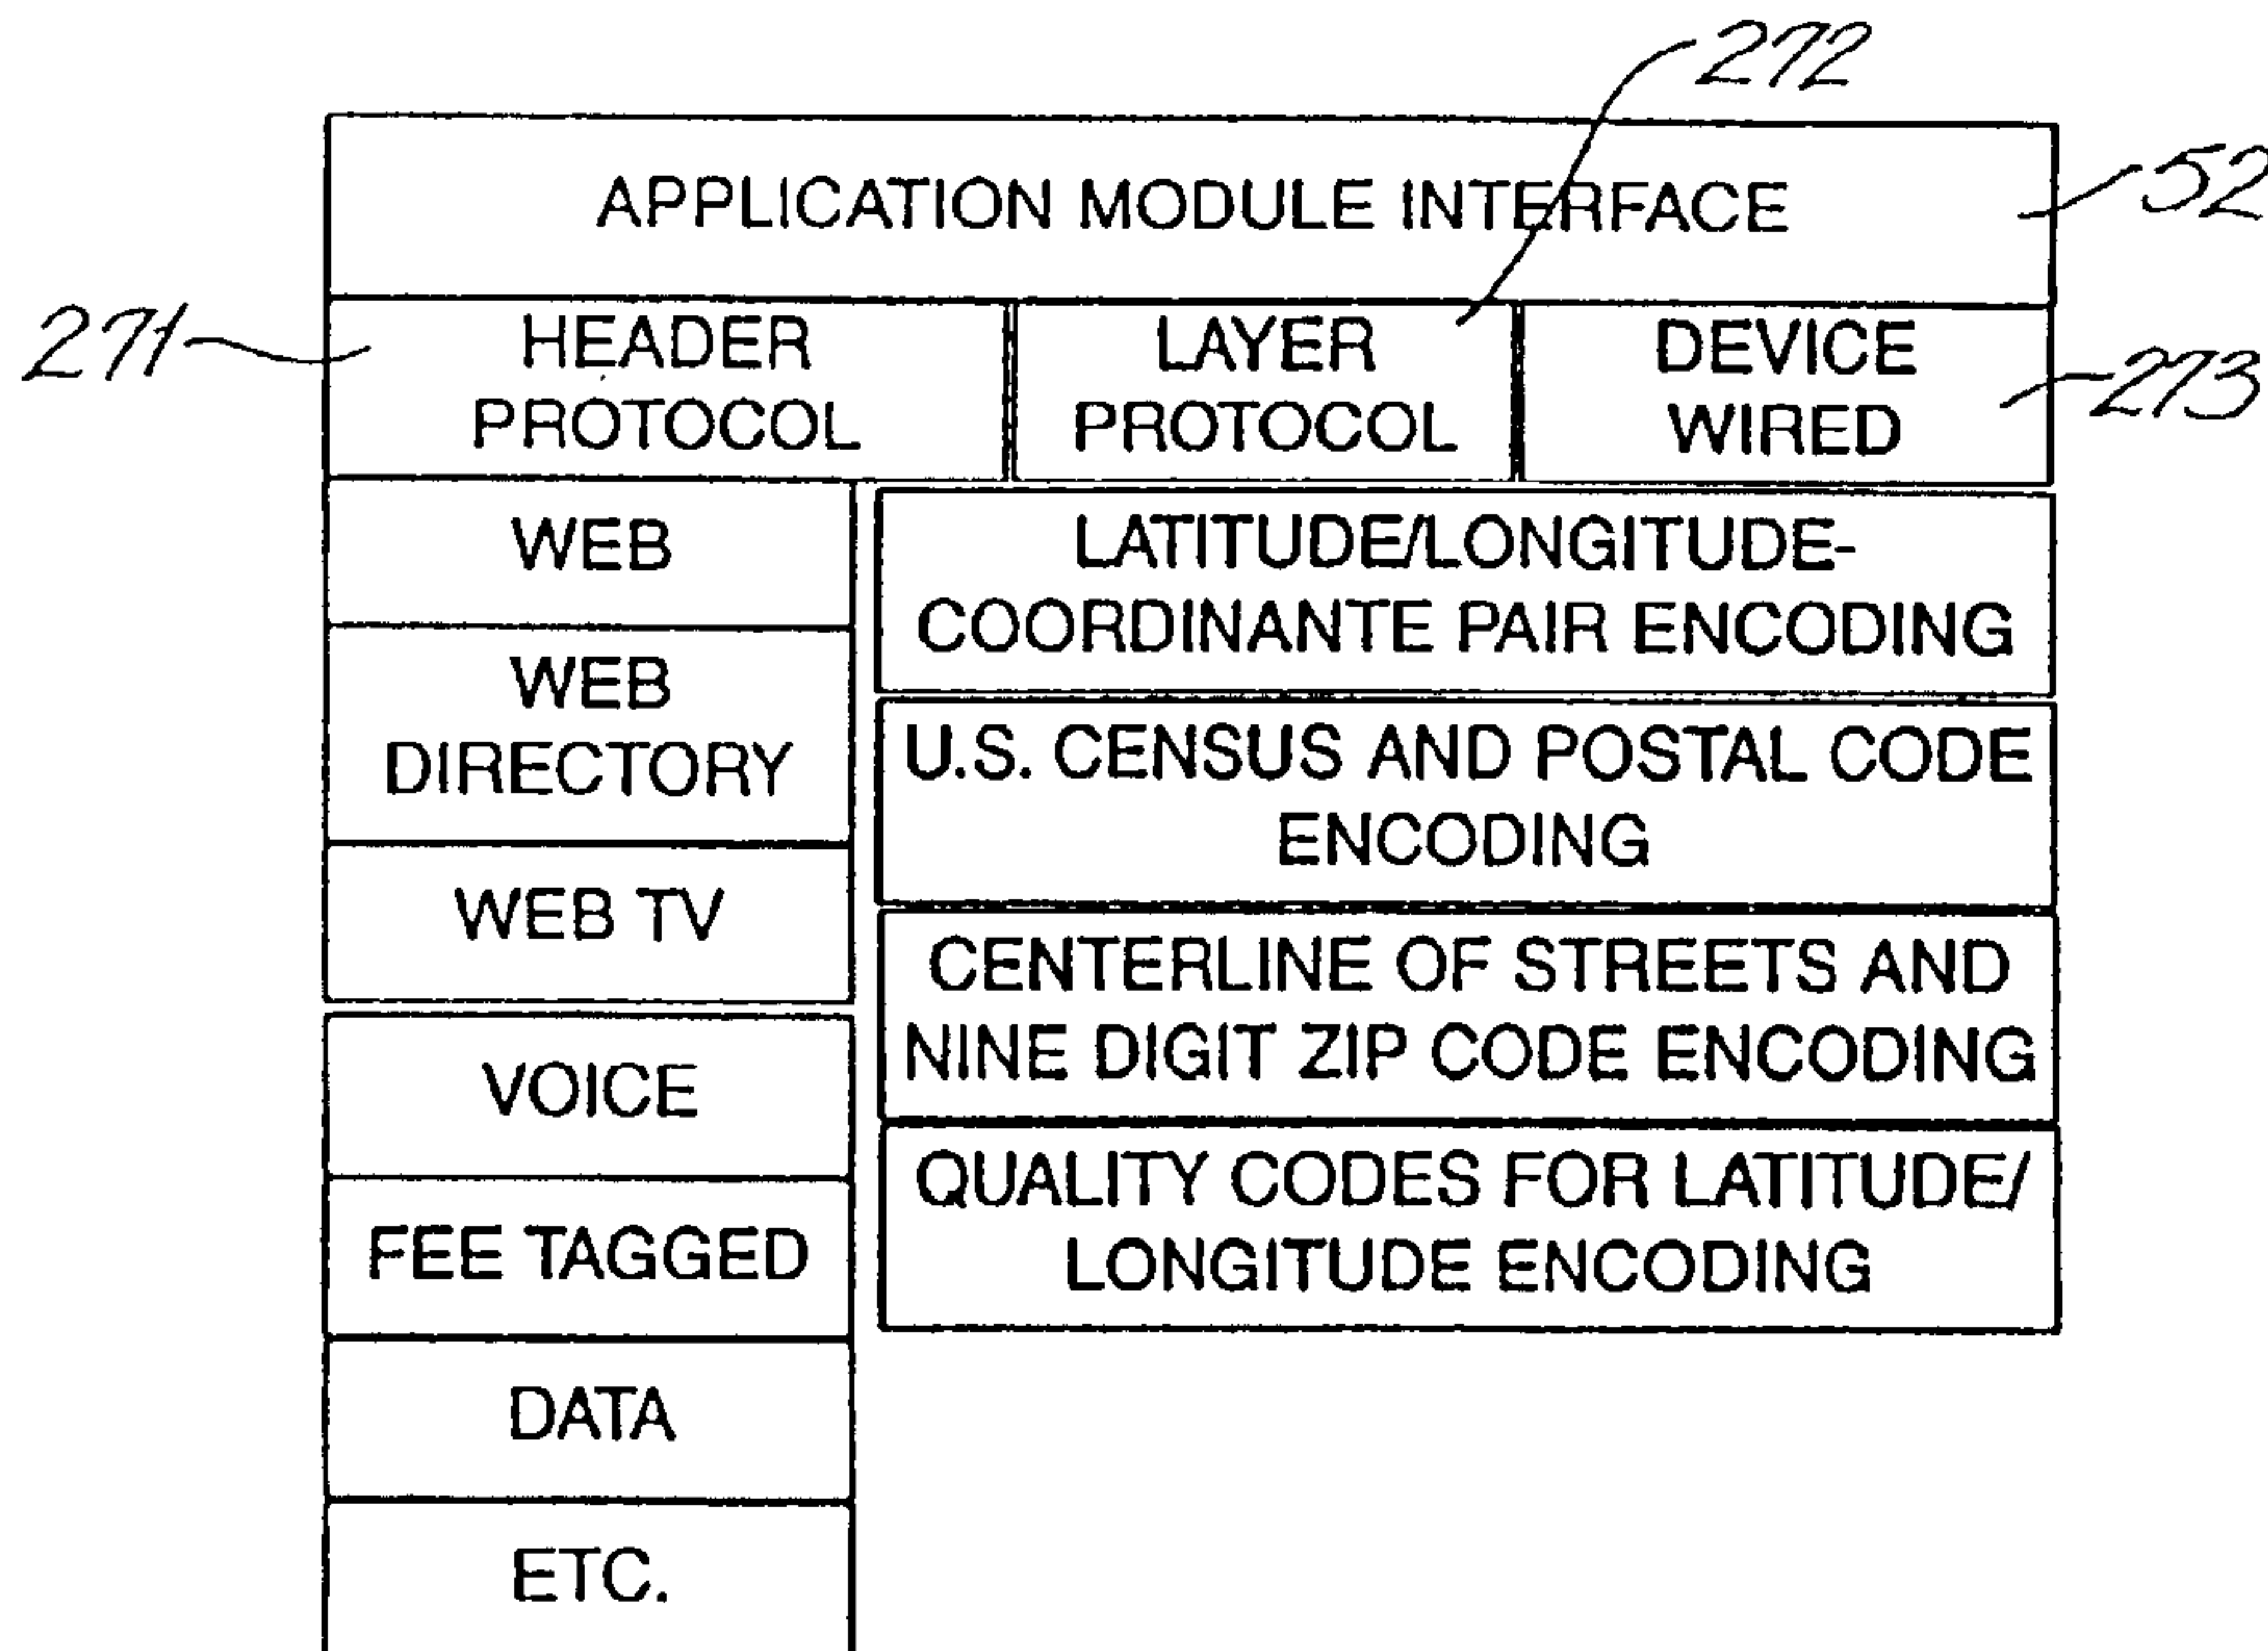 272
APPLICATION MODULE INTERFACE
52
271
HEADER
PROTOCOL
LAYER
PROTOCOL
DEVICE
WIRED
273
WEB
WEB
DIRECTORY
WEB TV
VOICE
FEE TAGGED
DATA
ETC.
LATITUDE/LONGITUDE-
COORDINANTE PAIR ENCODING
U.S. CENSUS AND POSTAL CODE
ENCODING
CENTERLINE OF STREETS AND
NINE DIGIT ZIP CODE ENCODING
QUALITY CODES FOR LATITUDE/
LONGITUDE ENCODING